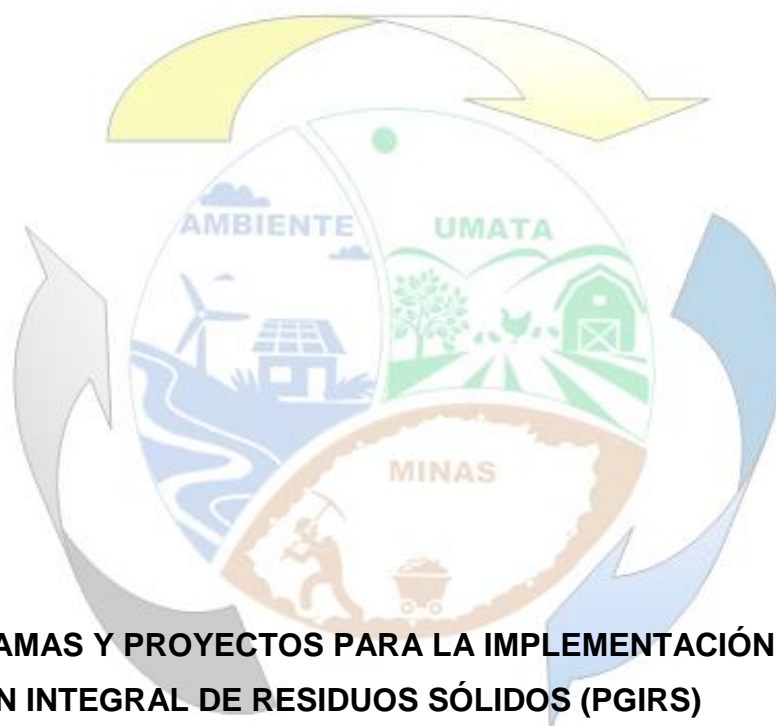 AMBIENTE
UMATA
MINAS
AMAS Y PROYECTOS PARA LA IMPLEMENTACIÓN
N INTEGRAL DE RESIDUOS SÓLIDOS (PGIRS)